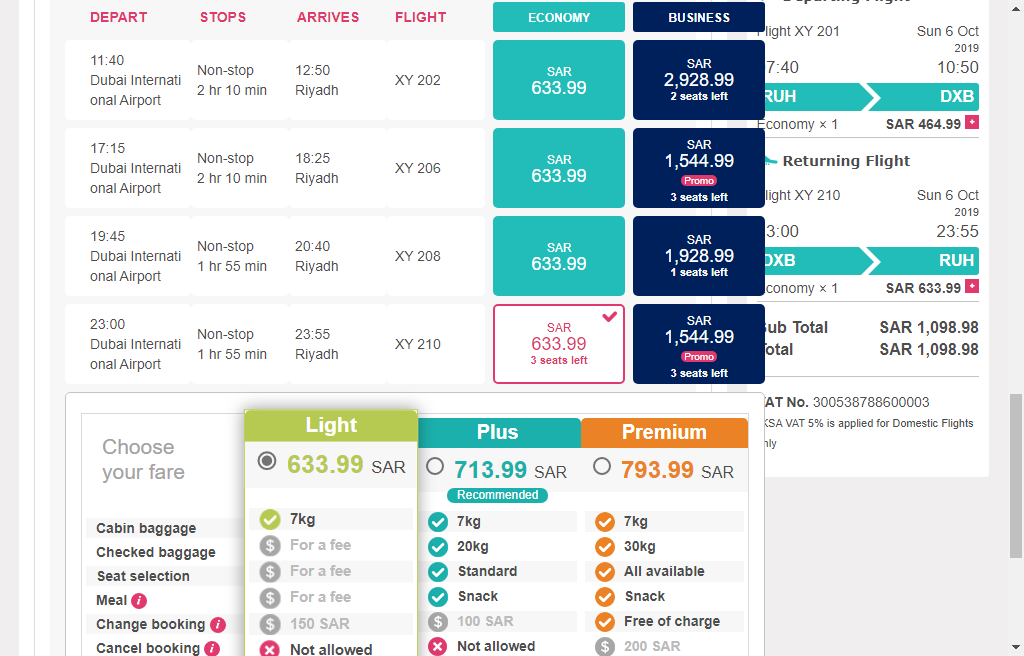 DEPART STOPS ARRIVES FLIGHT ECONOMY BUSINESS
11:40
Dubai Internati
onal Airport
Non-stop
2 hr 10 min
12:50
Riyadh
XY 202
SAR
633.99
SAR
2,928.99
2 seats left
17:15
Dubai Internati
onal Airport
Non-stop
2 hr 10 min
18:25
Riyadh
XY 206
SAR
633.99
SAR
1,544.99
Promo
3 seats left
19:45
Dubai Internati
onal Airport
Non-stop
1 hr 55 min
20:40
Riyadh
XY 208
SAR
633.99
SAR
1,928.99
1 seats left
23:00
Dubai Internati
onal Airport
Non-stop
1 hr 55 min
23:55
Riyadh
XY 210
SAR
633.99
3 seats left
SAR
1,544.99
Promo
3 seats left
Choose
your fare
Light
633.99 SAR
Plus
713.99 SAR
Recommended
Premium
793.99 SAR
Cabin baggage 7kg 7kg 7kg
Checked baggage For a fee 20kg 30kg
Seat selection For a fee Standard All available
Meal i For a fee Snack Snack
Change booking i 150 SAR 100 SAR Free of charge
Cancel booking i Not allowed Not allowed 200 SAR
light XY 201 Sun 6 Oct
2019
7:40 10:50
RUH DXB
Economy × 1 SAR 464.99 +
Returning Flight
light XY 210 Sun 6 Oct
2019
3:00 23:55
DXB RUH
conomy × 1 SAR 633.99 +
ub Total SAR 1,098.98
otal SAR 1,098.98
AT No. 300538788600003
KSA VAT 5% is applied for Domestic Flights
nly